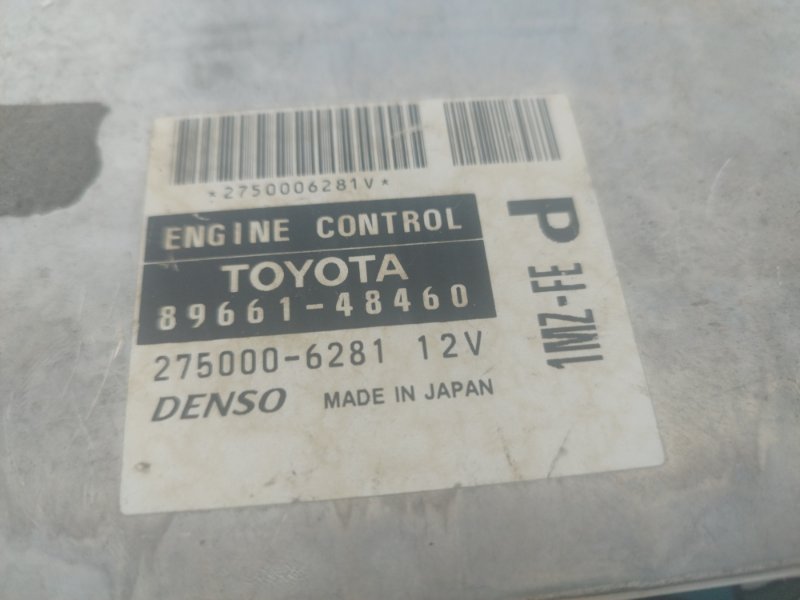 *2750006281V*
ENGINE CONTROL
TOYOTA
89661-48460
275000-6281 12V
DENSO MADE IN JAPAN
P
1MZ-FE